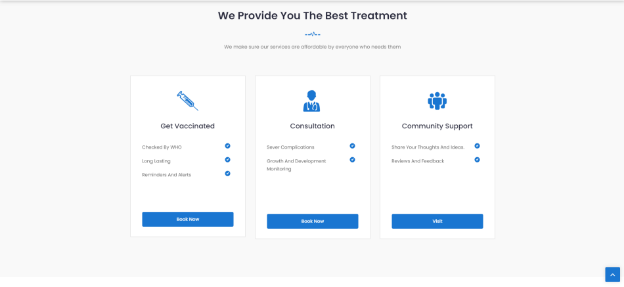 We Provide You The Best Treatment
We make sure our services are affordable by everyone who needs them
Get Vaccinated
Checked By WHO
Long Lasting
Reminders And Alerts
Book Now
Consultation
Sever Complications
Growth And Development
Monitoring
Book Now
Community Support
Share Your Thoughts And Ideas
Reviews And Feedback
Visit